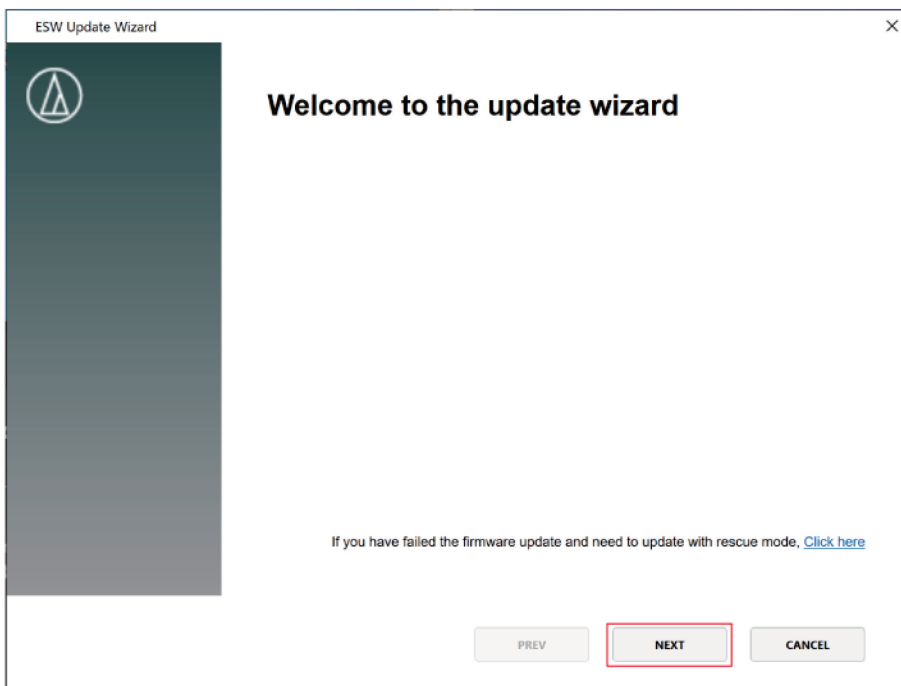 ESW Update Wizard
Welcome to the update wizard
If you have failed the firmware update and need to update with rescue mode, Click here
PREV
NEXT
CANCEL